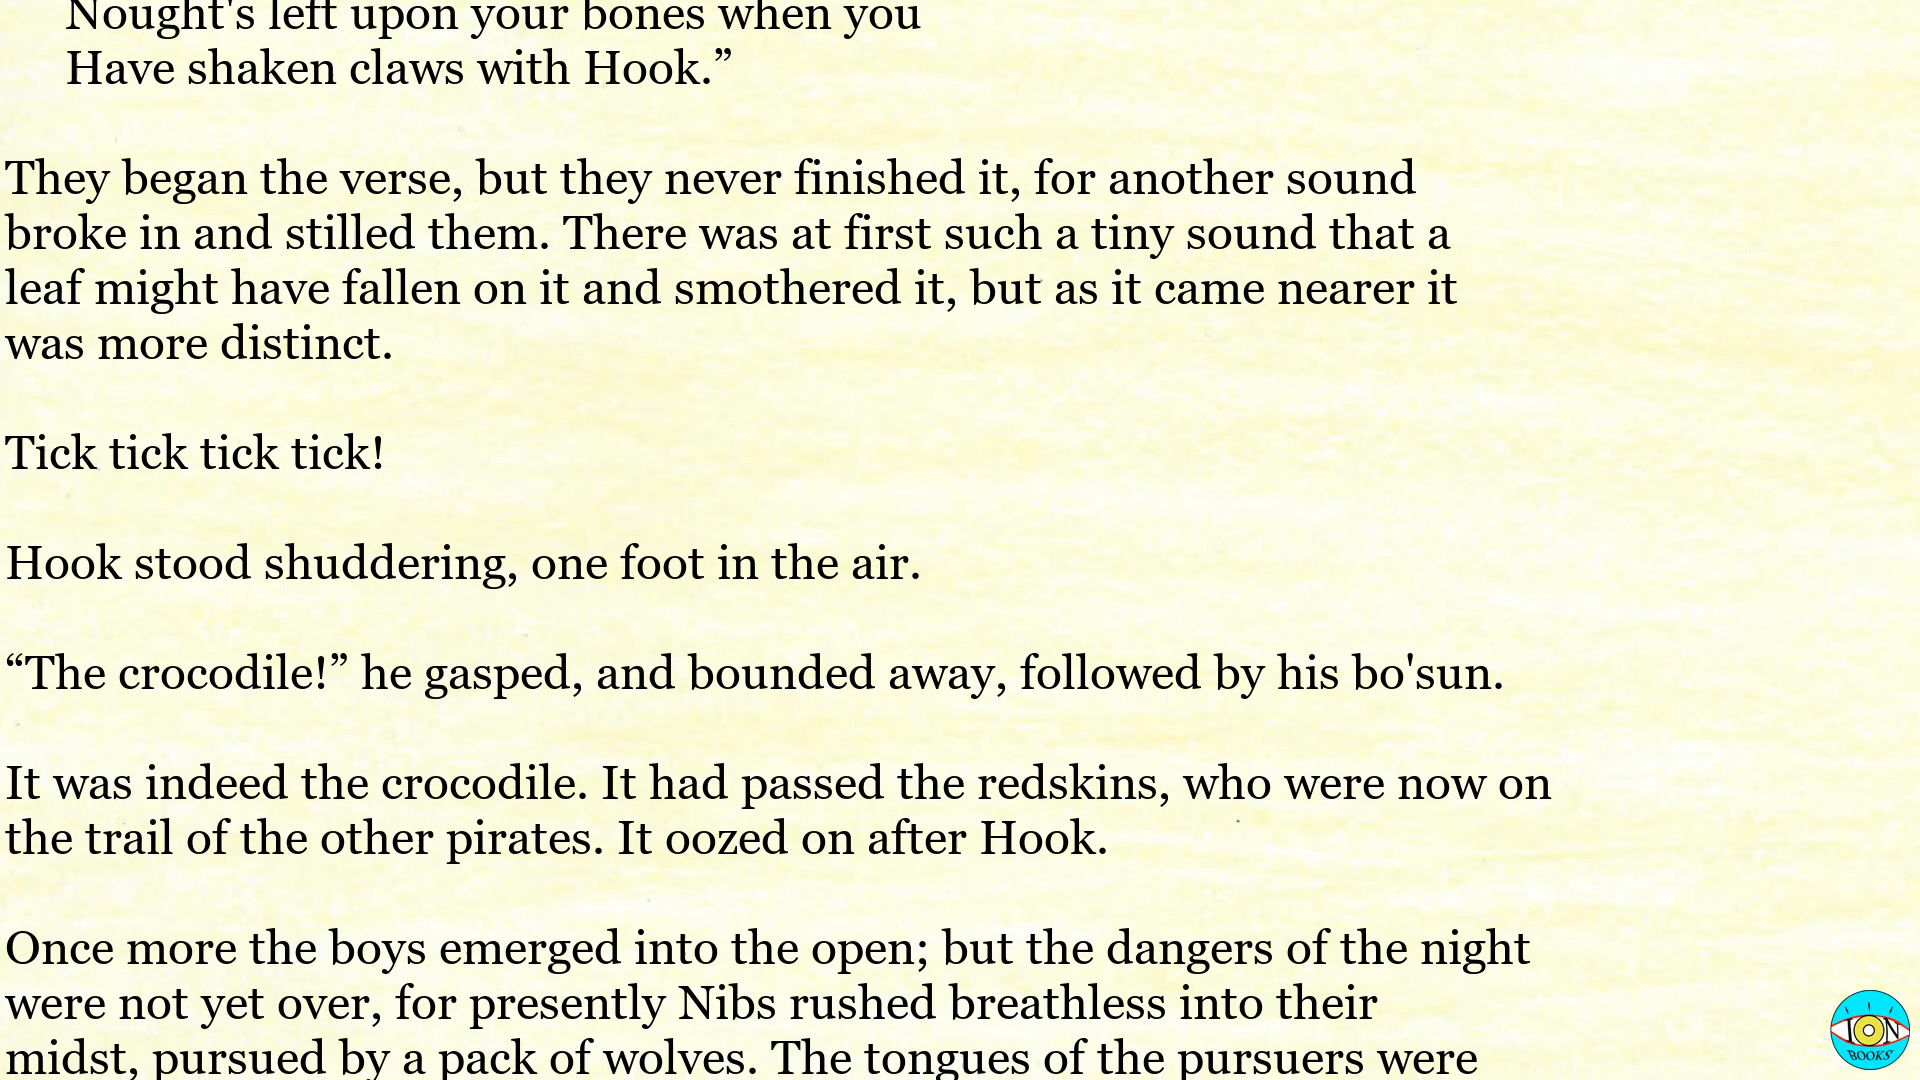 Nought's left upon your bones when you
Have shaken claws with Hook.”
They began the verse, but they never finished it, for another sound
broke in and stilled them. There was at first such a tiny sound that a
leaf might have fallen on it and smothered it, but as it came nearer it
was more distinct.
Tick tick tick tick!
Hook stood shuddering, one foot in the air.
“The crocodile!” he gasped, and bounded away, followed by his bo'sun.
It was indeed the crocodile. It had passed the redskins, who were now on
the trail of the other pirates. It oozed on after Hook.
Once more the boys emerged into the open; but the dangers of the night
were not yet over, for presently Nibs rushed breathless into their
midst, pursued by a pack of wolves. The tongues of the pursuers were
ION
BOOKS